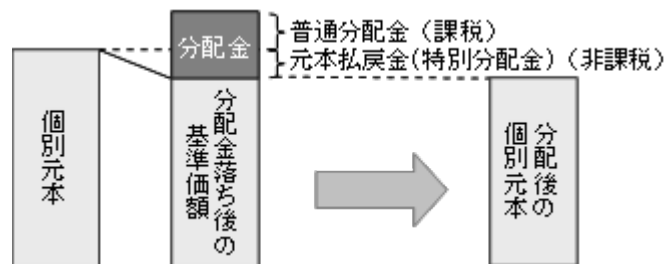 普通分配金（課税）
分配金
元本払戻金(特別分配金)（非課税）
個別元本
分配金落ち後の
基準価額
分配後の
個別元本